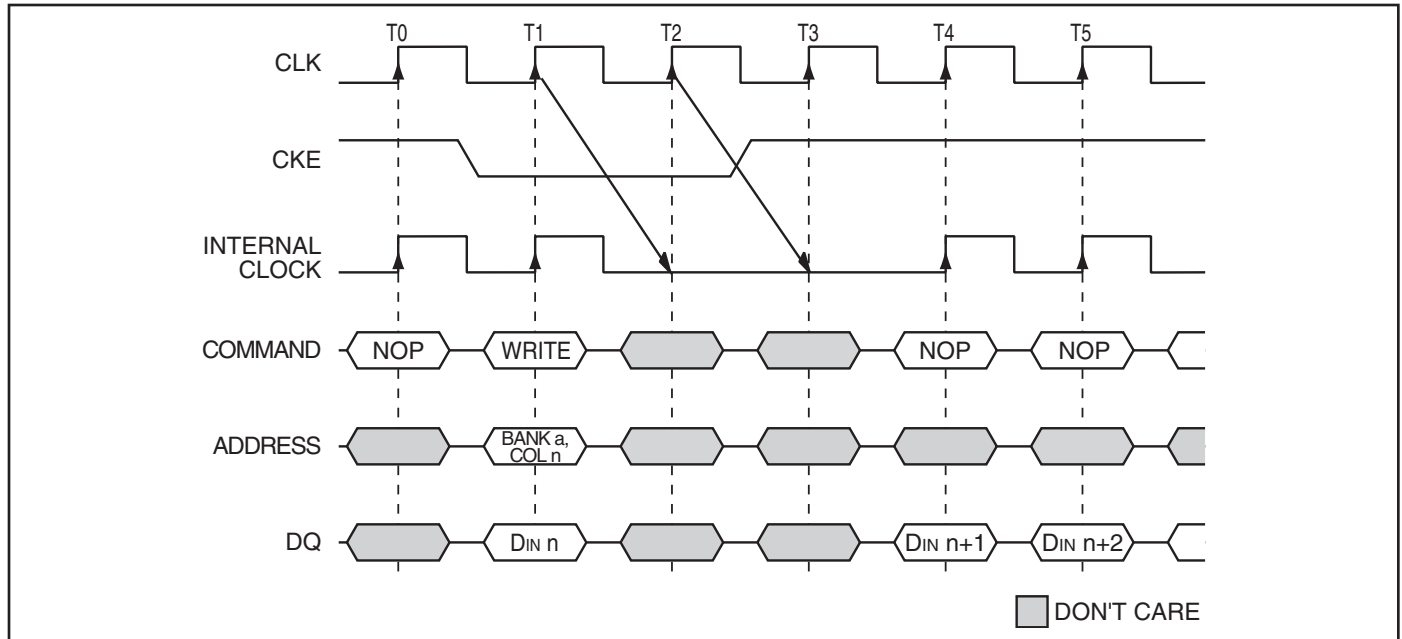 T0 T1 T2 T3 T4 T5
CLK
CKE
INTERNAL
CLOCK
COMMAND NOP WRITE NOP NOP
ADDRESS BANK a,
COL n
DQ DIN n DIN n+1 DIN n+2
DON'T CARE